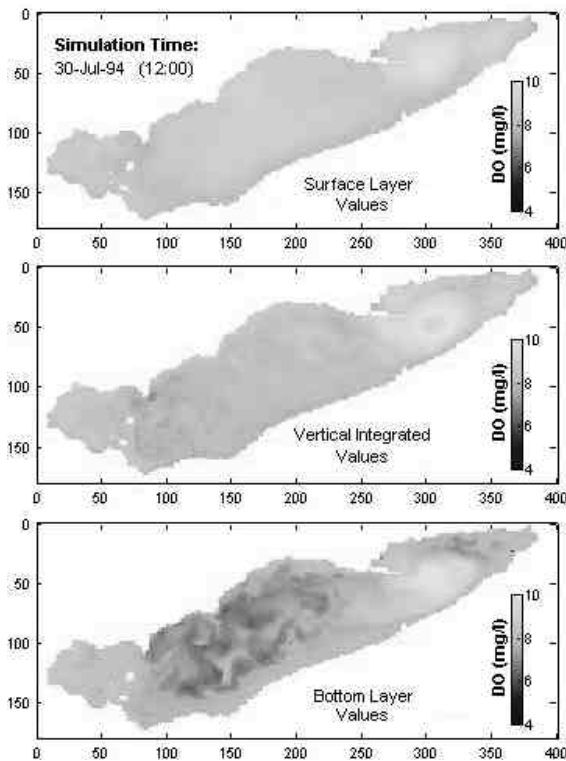 0
50
100
150
Simulation Time:
30-Jul-94 (12:00)
Surface Layer
Values
10
8
6
4
DO (mg/l)
0 50 100 150 200 250 300 350 400
0
50
100
150
Vertical Integrated
Values
10
8
6
4
DO (mg/l)
0 50 100 150 200 250 300 350 400
0
50
100
150
Bottom Layer
Values
10
8
6
4
DO (mg/l)
0 50 100 150 200 250 300 350 400